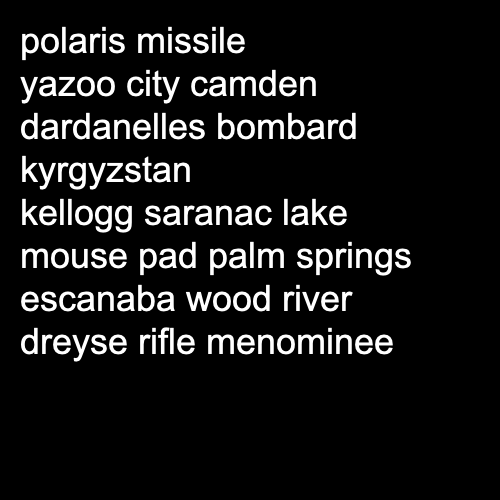 polaris missile
yazoo city camden
dardanelles bombard
kyrgyzstan
kellogg saranac lake
mouse pad palm springs
escanaba wood river
dreyse rifle menominee